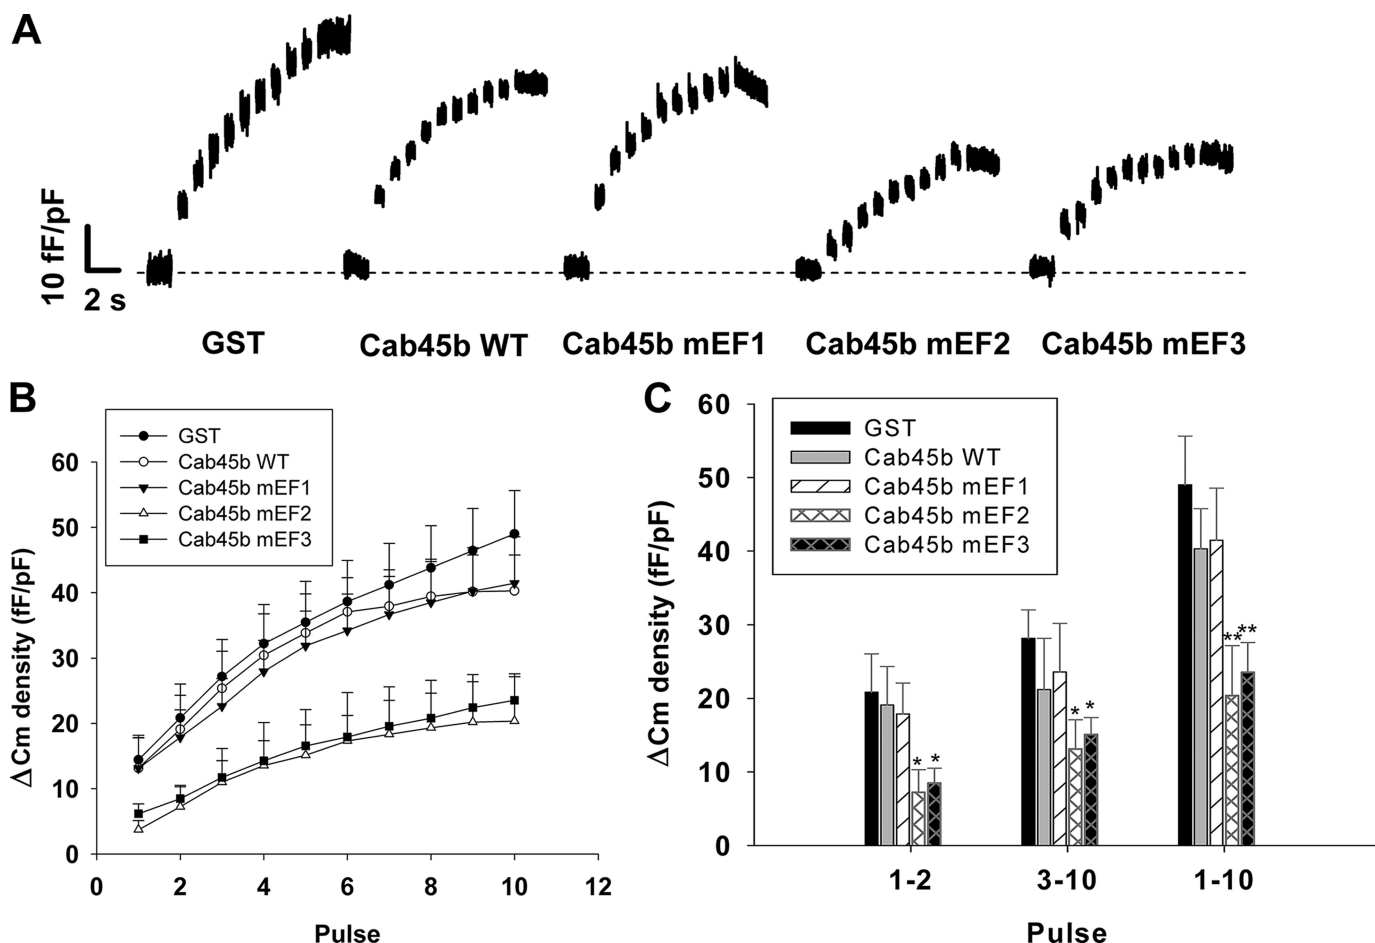 A
10 fF/pF
2 s
GST
Cab45b WT
Cab45b mEF1
Cab45b mEF2
Cab45b mEF3
B
GST
Cab45b WT
Cab45b mEF1
Cab45b mEF2
Cab45b mEF3
ΔCm density (fF/pF)
60
50
40
30
20
10
0
0 2 4 6 8 10 12
Pulse
C
GST
Cab45b WT
Cab45b mEF1
Cab45b mEF2
Cab45b mEF3
ΔCm density (fF/pF)
60
50
40
30
20
10
0
* *
* *
** **
1-2 3-10 1-10
Pulse